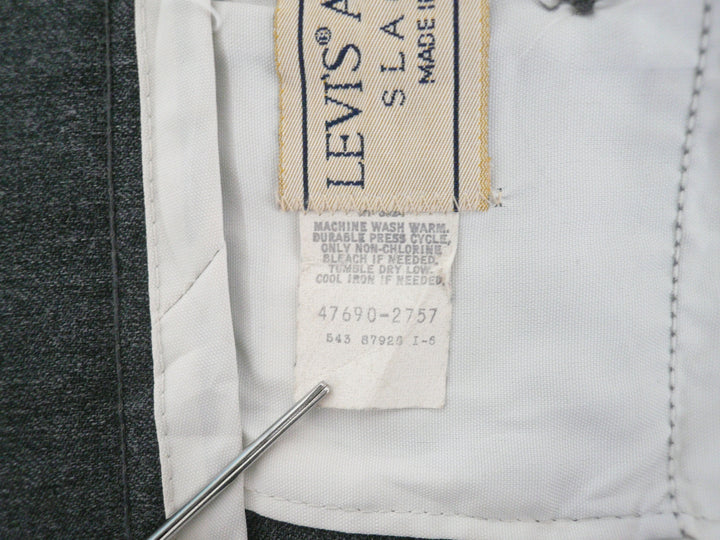 LEVI'S® A
SLA
MADE I
MACHINE WASH WARM.
DURABLE PRESS CYCLE,
ONLY NON-CHLORINE
BLEACH IF NEEDED.
TUMBLE DRY LOW.
COOL IRON IF NEEDED.
47690-2757
543 87928 I-6